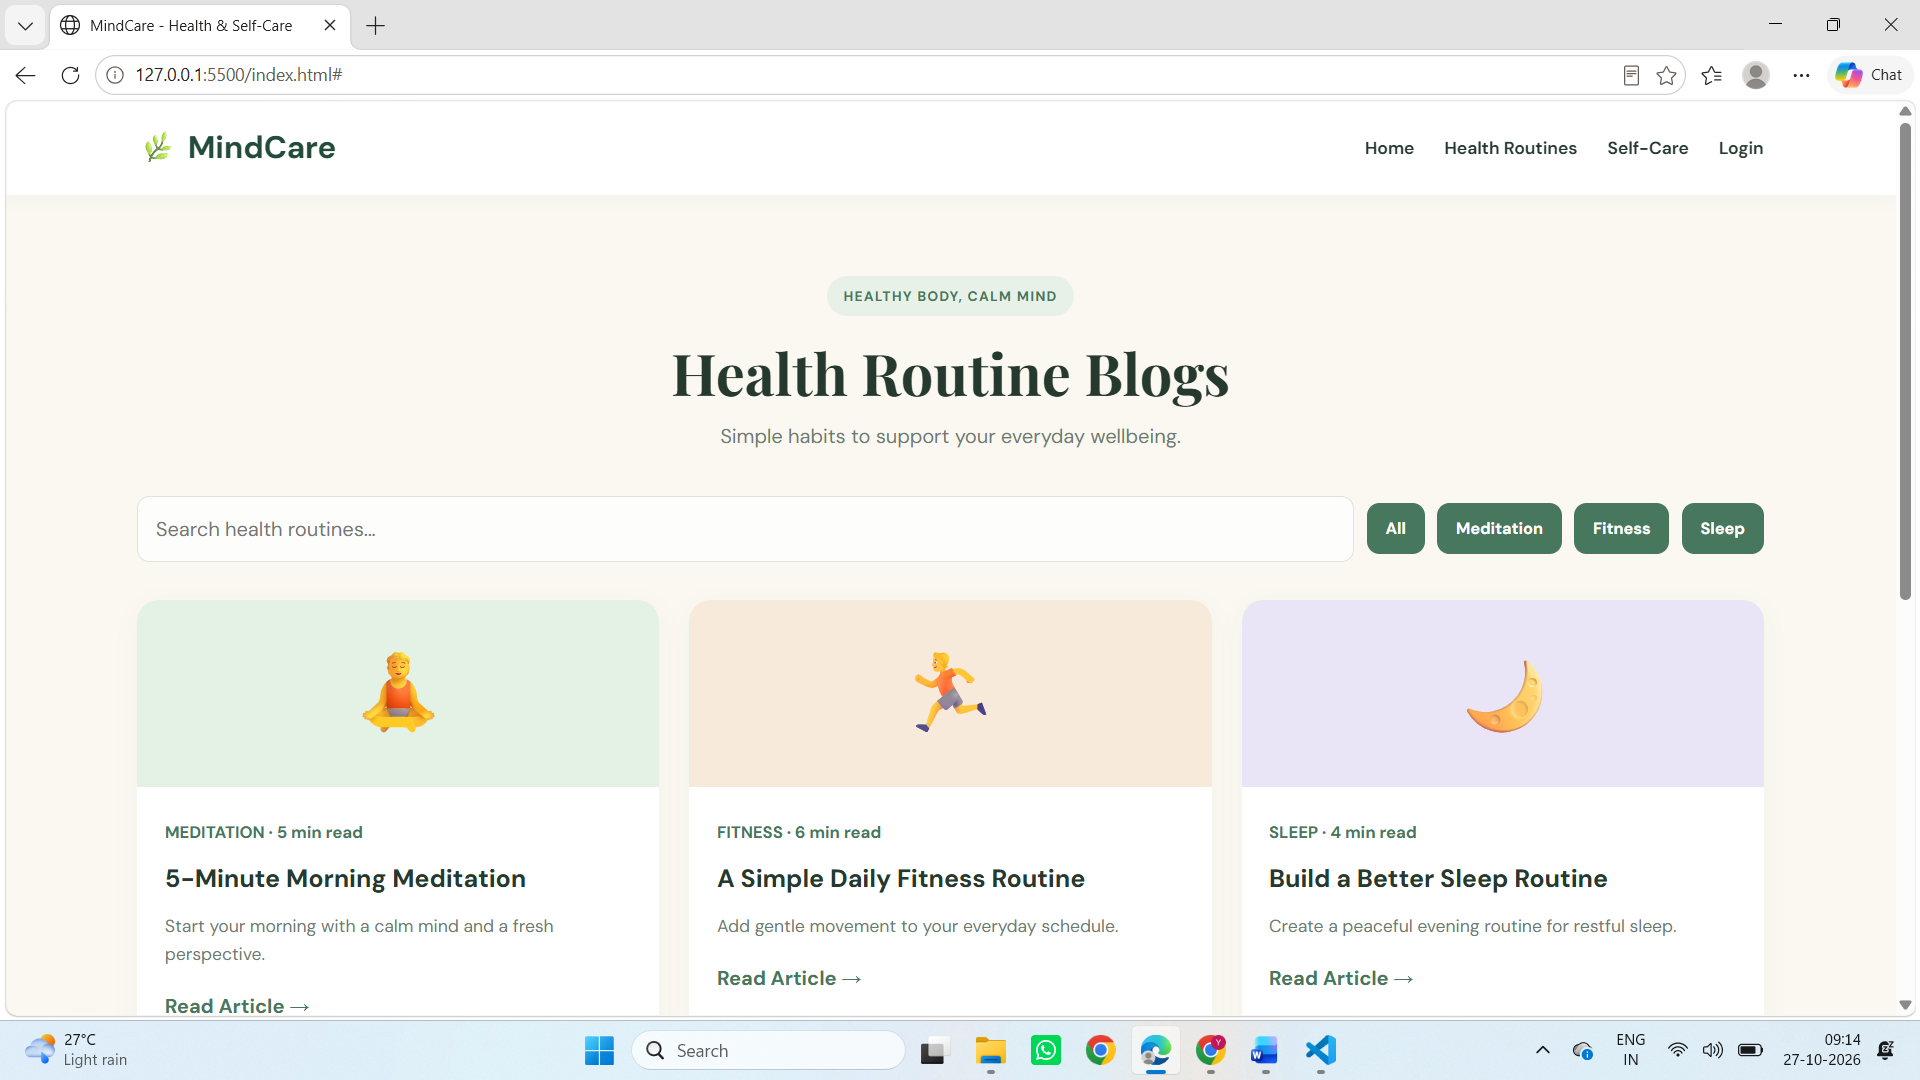 MindCare - Health & Self-Care
127.0.0.1:5500/index.html#
Chat
MindCare
Home Health Routines Self-Care Login
HEALTHY BODY, CALM MIND
Health Routine Blogs
Simple habits to support your everyday wellbeing.
Search health routines...
All Meditation Fitness Sleep
MEDITATION · 5 min read
5-Minute Morning Meditation
Start your morning with a calm mind and a fresh
perspective.
Read Article →
FITNESS · 6 min read
A Simple Daily Fitness Routine
Add gentle movement to your everyday schedule.
Read Article →
SLEEP · 4 min read
Build a Better Sleep Routine
Create a peaceful evening routine for restful sleep.
Read Article →
27°C
Light rain
Search
ENG
IN
09:14
27-10-2026